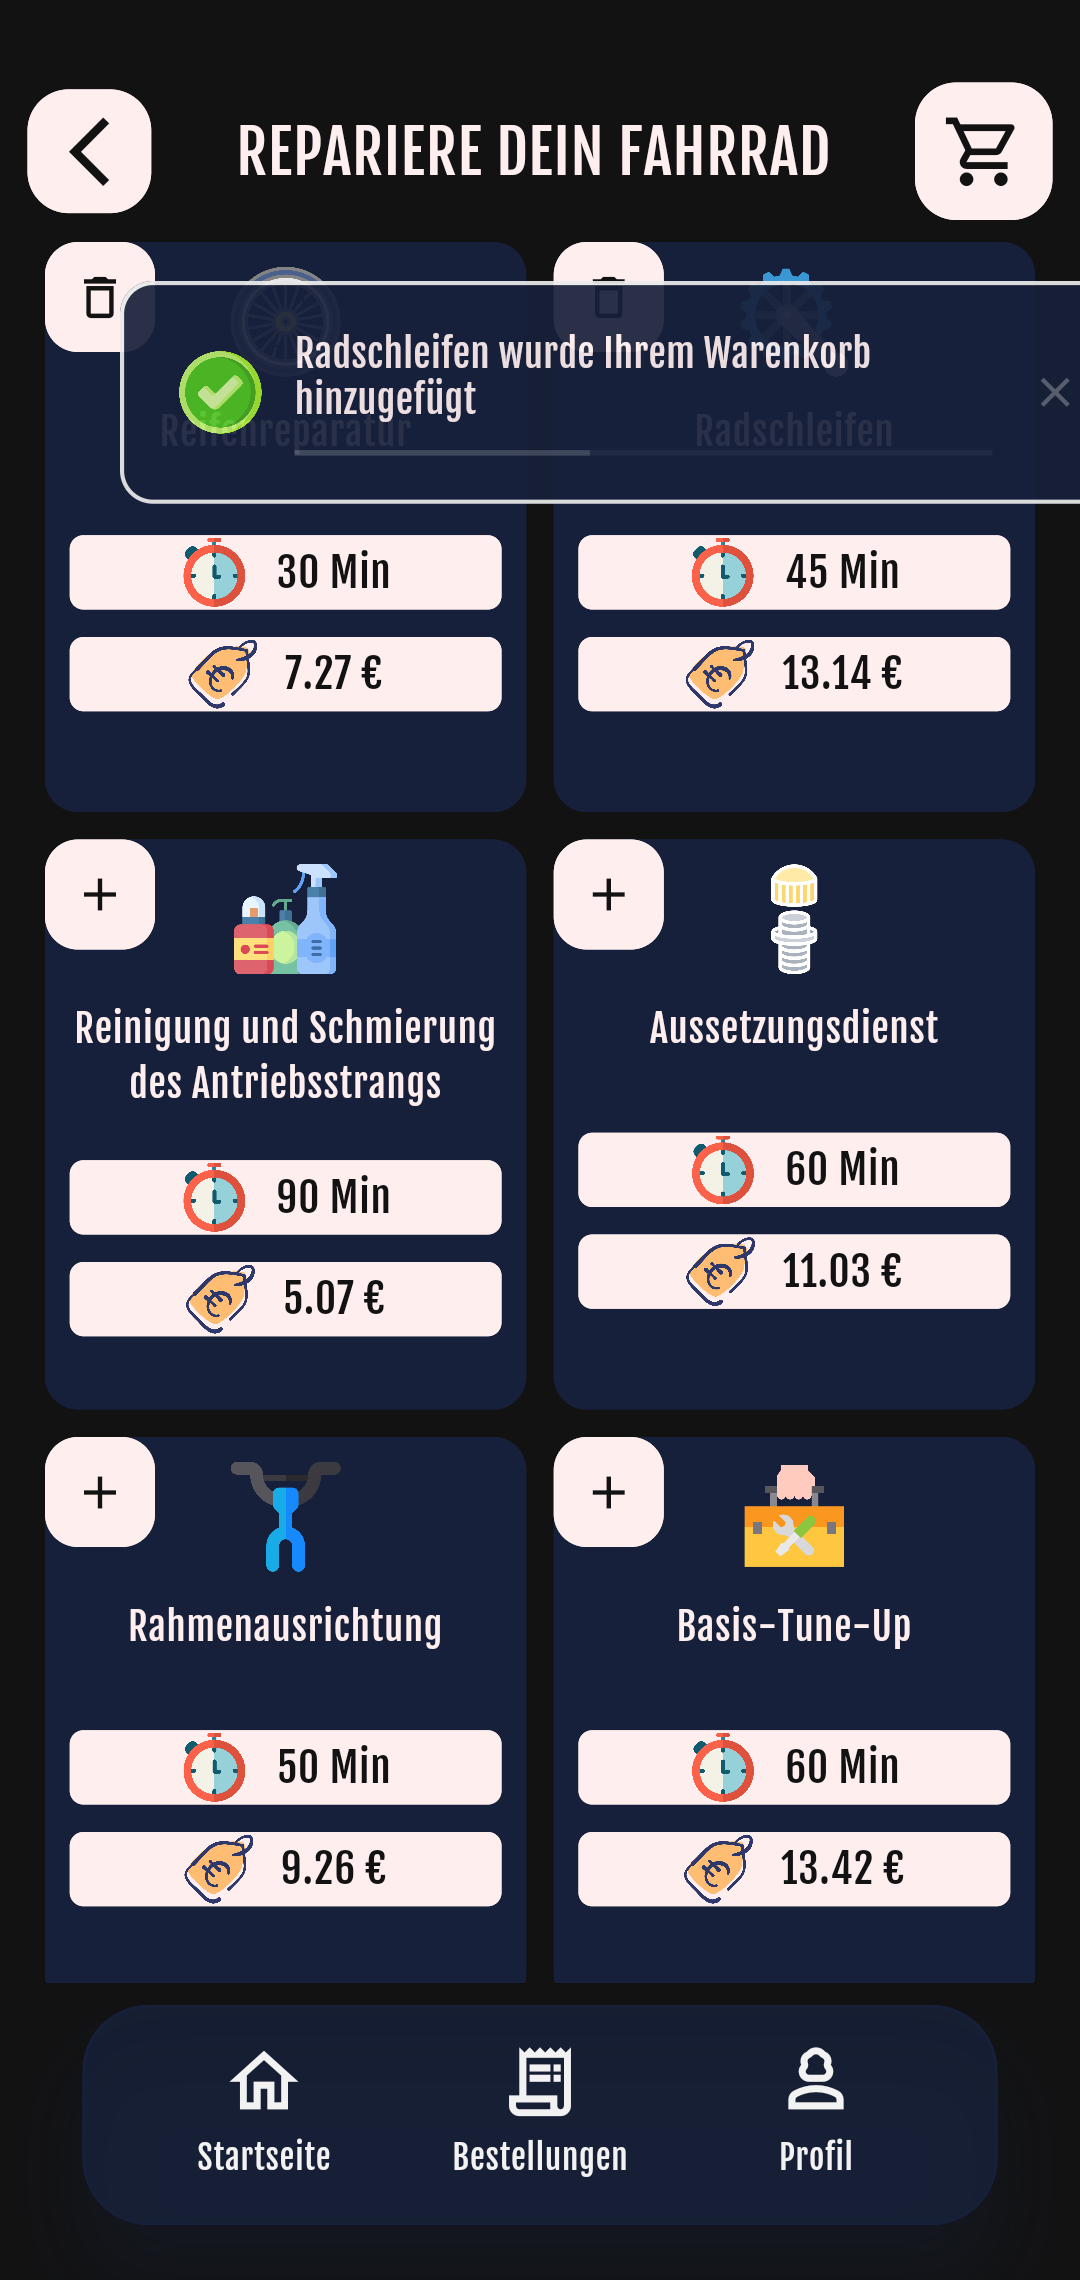 REPARIERE DEIN FAHRRAD
Radschleifen wurde Ihrem Warenkorb
hinzugefügt
Reifenreparatur
Radschleifen
30 Min
45 Min
7.27 €
13.14 €
Reinigung und Schmierung
des Antriebsstrangs
Aussetzungsdienst
90 Min
60 Min
5.07 €
11.03 €
Rahmenausrichtung
Basis-Tune-Up
50 Min
60 Min
9.26 €
13.42 €
Startseite
Bestellungen
Profil